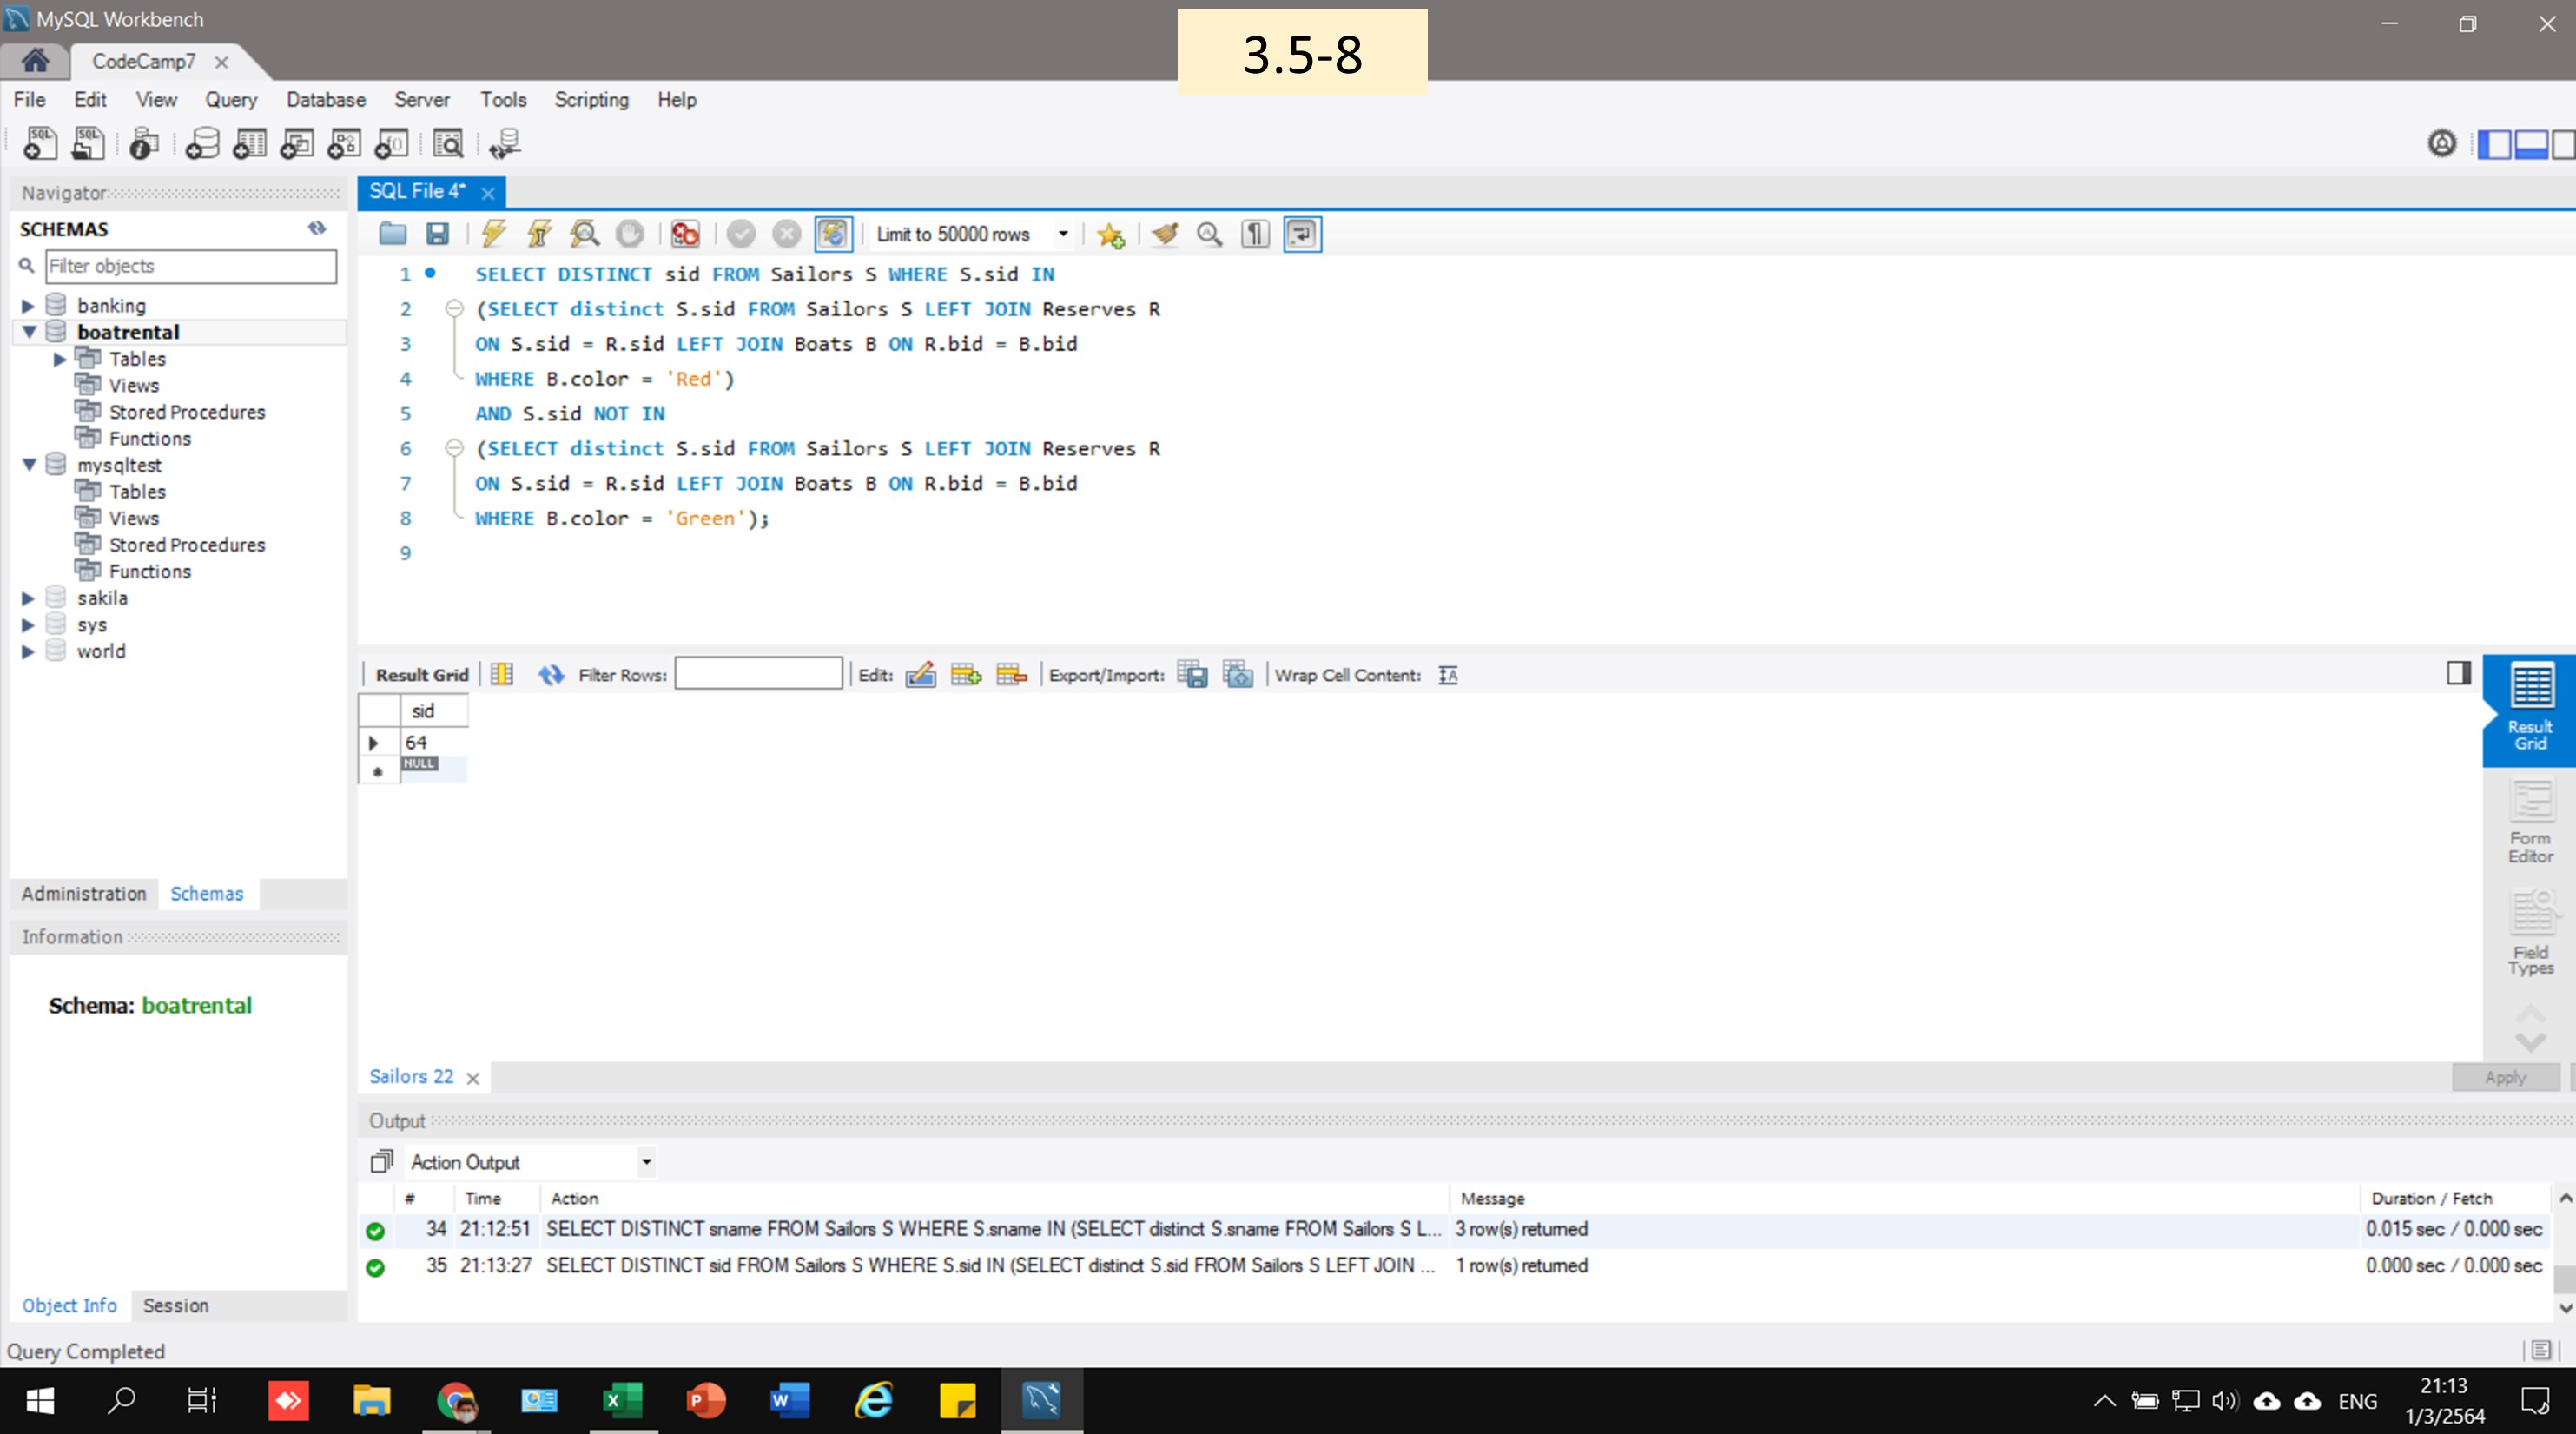 MySQL Workbench
3.5-8
CodeCamp7
File Edit View Query Database Server Tools Scripting Help
Navigator
SCHEMAS
Filter objects
banking
boatrental
Tables
Views
Stored Procedures
Functions
mysqltest
Tables
Views
Stored Procedures
Functions
sakila
sys
world
Administration Schemas
Information
Schema: boatrental
Object Info Session
SQL File 4*
Limit to 50000 rows
1 SELECT DISTINCT sid FROM Sailors S WHERE S.sid IN
2 (SELECT distinct S.sid FROM Sailors S LEFT JOIN Reserves R
3 ON S.sid = R.sid LEFT JOIN Boats B ON R.bid = B.bid
4 WHERE B.color = 'Red')
5 AND S.sid NOT IN
6 (SELECT distinct S.sid FROM Sailors S LEFT JOIN Reserves R
7 ON S.sid = R.sid LEFT JOIN Boats B ON R.bid = B.bid
8 WHERE B.color = 'Green');
9
Result Grid Filter Rows: Edit: Export/Import: Wrap Cell Content:
sid
64
NULL
Result Grid
Form Editor
Field Types
Sailors 22
Apply
Output
Action Output
# Time Action Message Duration / Fetch
34 21:12:51 SELECT DISTINCT sname FROM Sailors S WHERE S.sname IN (SELECT distinct S.sname FROM Sailors S L... 3 row(s) returned 0.015 sec / 0.000 sec
35 21:13:27 SELECT DISTINCT sid FROM Sailors S WHERE S.sid IN (SELECT distinct S.sid FROM Sailors S LEFT JOIN ... 1 row(s) returned 0.000 sec / 0.000 sec
Query Completed
ENG
21:13
1/3/2564